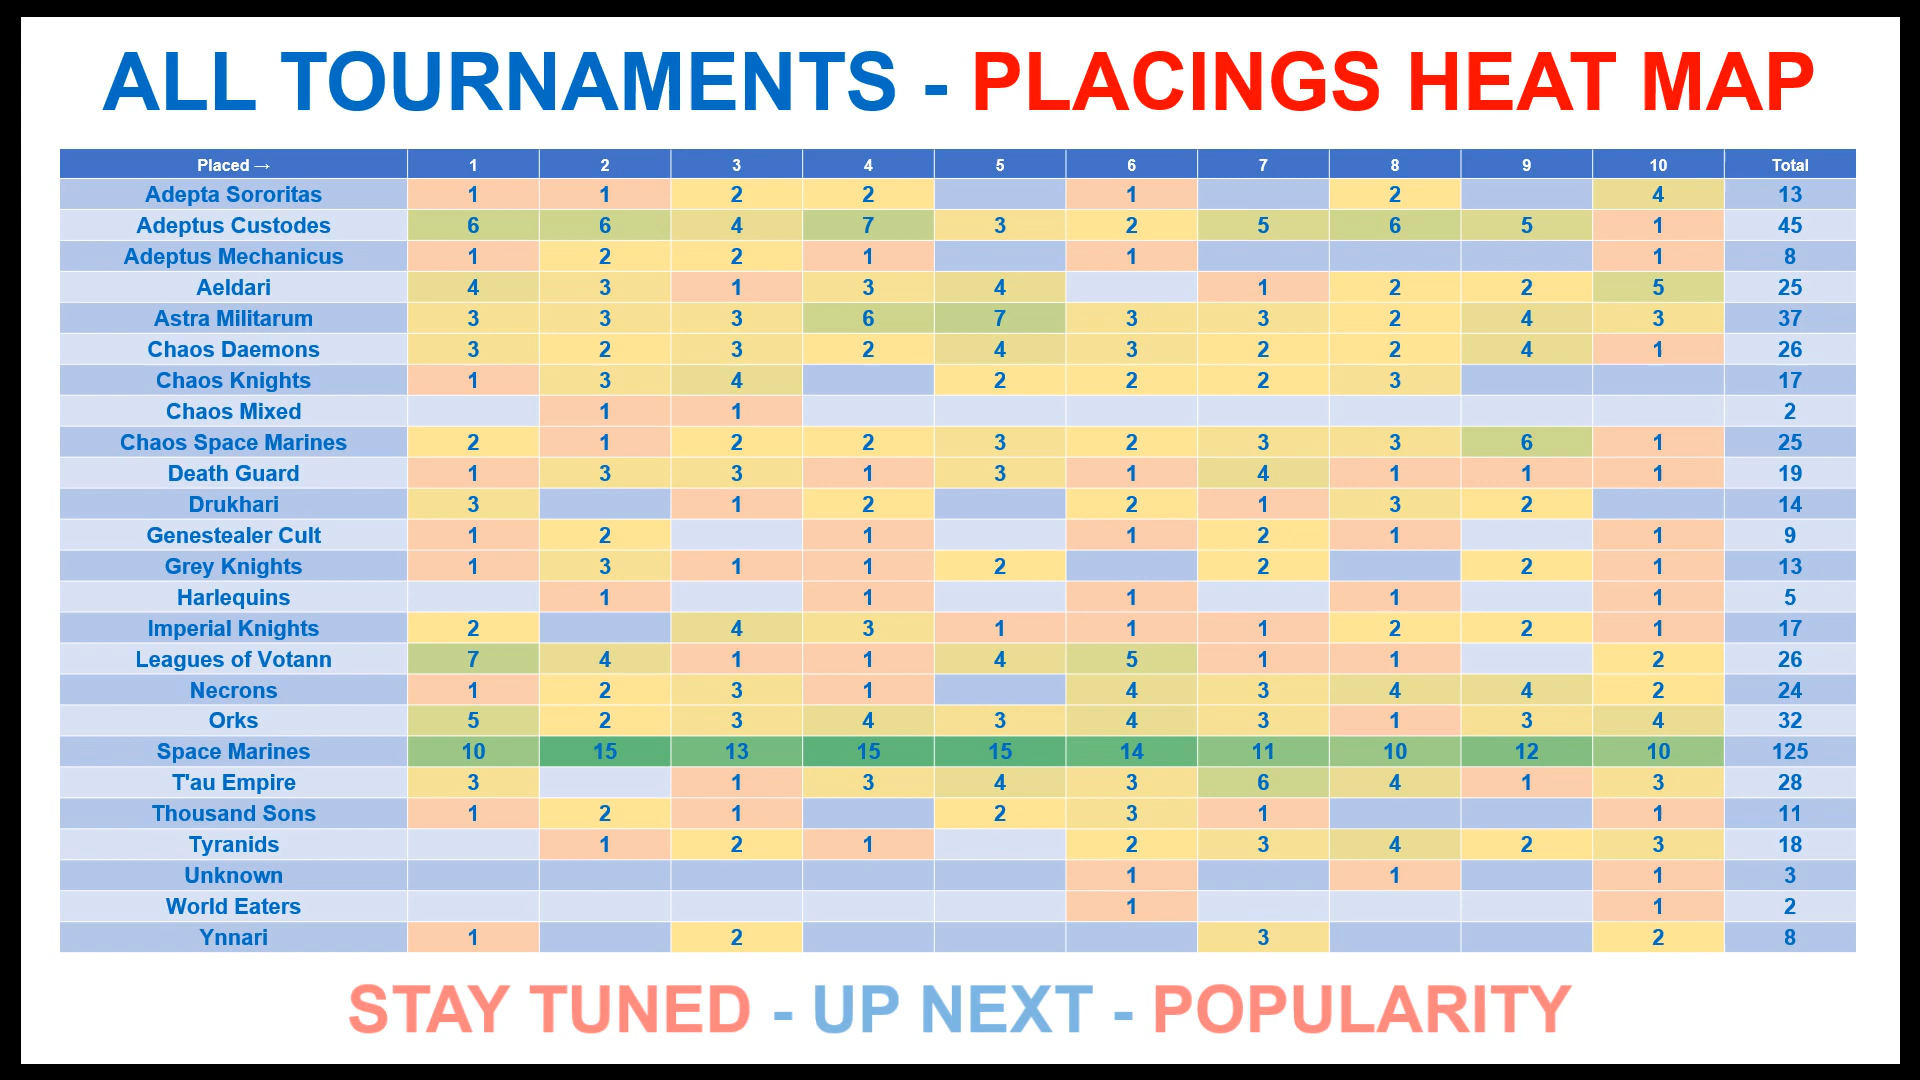 ALL TOURNAMENTS - PLACINGS HEAT MAP
Placed → 1 2 3 4 5 6 7 8 9 10 Total
Adepta Sororitas 1 1 2 2 1 2 4 13
Adeptus Custodes 6 6 4 7 3 2 5 6 5 1 45
Adeptus Mechanicus 1 2 2 1 1 1 8
Aeldari 4 3 1 3 4 1 2 2 5 25
Astra Militarum 3 3 3 6 7 3 3 2 4 3 37
Chaos Daemons 3 2 3 2 4 3 2 2 4 1 26
Chaos Knights 1 3 4 2 2 2 3 17
Chaos Mixed 1 1 2
Chaos Space Marines 2 1 2 2 3 2 3 3 6 1 25
Death Guard 1 3 3 1 3 1 4 1 1 1 19
Drukhari 3 1 2 2 1 3 2 14
Genestealer Cult 1 2 1 1 2 1 1 9
Grey Knights 1 3 1 1 2 2 2 1 13
Harlequins 1 1 1 1 1 5
Imperial Knights 2 4 3 1 1 1 2 2 1 17
Leagues of Votann 7 4 1 1 4 5 1 1 2 26
Necrons 1 2 3 1 4 3 4 4 2 24
Orks 5 2 3 4 3 4 3 1 3 4 32
Space Marines 10 15 13 15 15 14 11 10 12 10 125
T'au Empire 3 1 3 4 3 6 4 1 3 28
Thousand Sons 1 2 1 2 3 1 1 11
Tyranids 1 2 1 2 3 4 2 3 18
Unknown 1 1 1 3
World Eaters 1 1 2
Ynnari 1 2 3 2 8
STAY TUNED - UP NEXT - POPULARITY